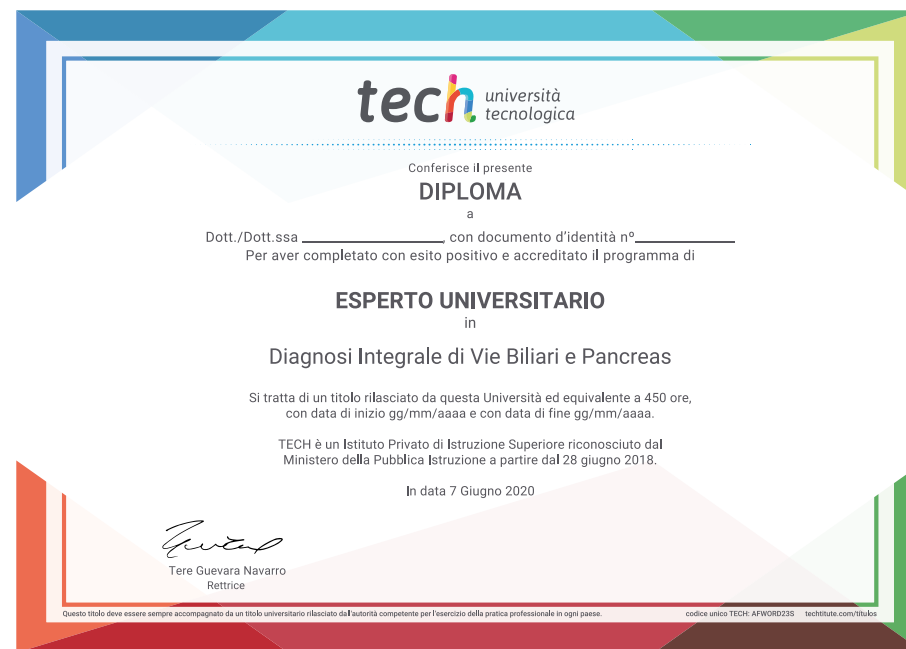 tech università
tecnologica
Conferisce il presente
DIPLOMA
a
Dott./Dott.ssa _________________, con documento d'identità nº____________
Per aver completato con esito positivo e accreditato il programma di
ESPERTO UNIVERSITARIO
in
Diagnosi Integrale di Vie Biliari e Pancreas
Si tratta di un titolo rilasciato da questa Università ed equivalente a 450 ore,
con data di inizio gg/mm/aaaa e con data di fine gg/mm/aaaa.
TECH è un Istituto Privato di Istruzione Superiore riconosciuto dal
Ministero della Pubblica Istruzione a partire dal 28 giugno 2018.
In data 7 Giugno 2020
Tere Guevara Navarro
Rettrice
Questo titolo deve essere sempre accompagnato da un titolo universitario rilasciato dall'autorità competente per l'esercizio della pratica professionale in ogni paese. codice unico TECH: AFWORD23S techtitute.com/titulos